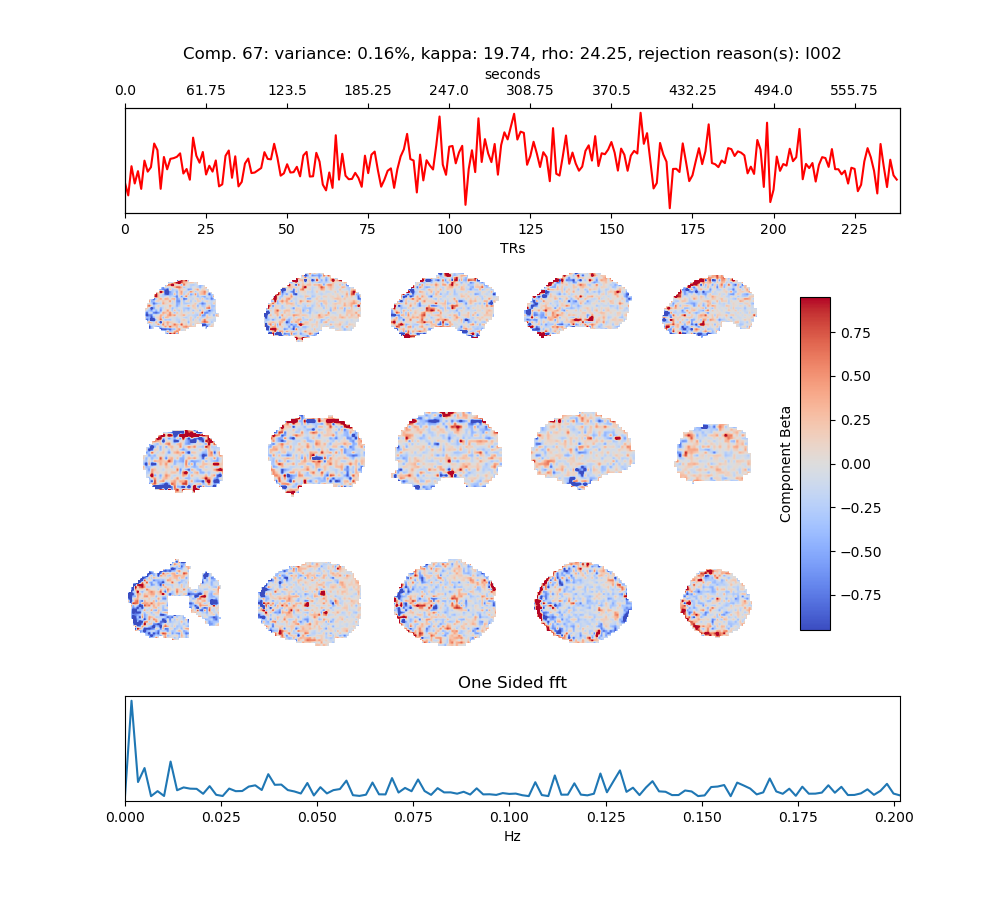 Comp. 67: variance: 0.16%, kappa: 19.74, rho: 24.25, rejection reason(s): I002
seconds
0.0 61.75 123.5 185.25 247.0 308.75 370.5 432.25 494.0 555.75
0 25 50 75 100 125 150 175 200 225
TRs
0.75
0.50
0.25
0.00
−0.25
−0.50
−0.75
Component Beta
One Sided fft
0.000 0.025 0.050 0.075 0.100 0.125 0.150 0.175 0.200
Hz